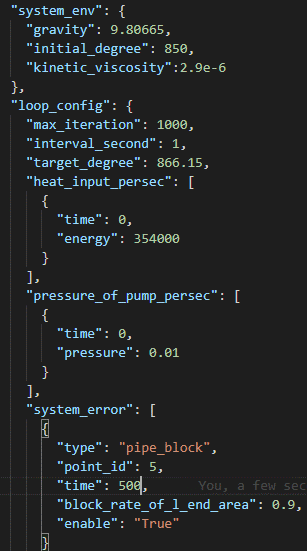 "system_env": {
"gravity": 9.80665,
"initial_degree": 850,
"kinetic_viscosity":2.9e-6
},
"loop_config": {
"max_iteration": 1000,
"interval_second": 1,
"target_degree": 866.15,
"heat_input_persec": [
{
"time": 0,
"energy": 354000
}
],
"pressure_of_pump_persec": [
{
"time": 0,
"pressure": 0.01
}
],
"system_error": [
{
"type": "pipe_block",
"point_id": 5,
"time": 500, You, a few sec
"block_rate_of_l_end_area": 0.9,
"enable": "True"
}